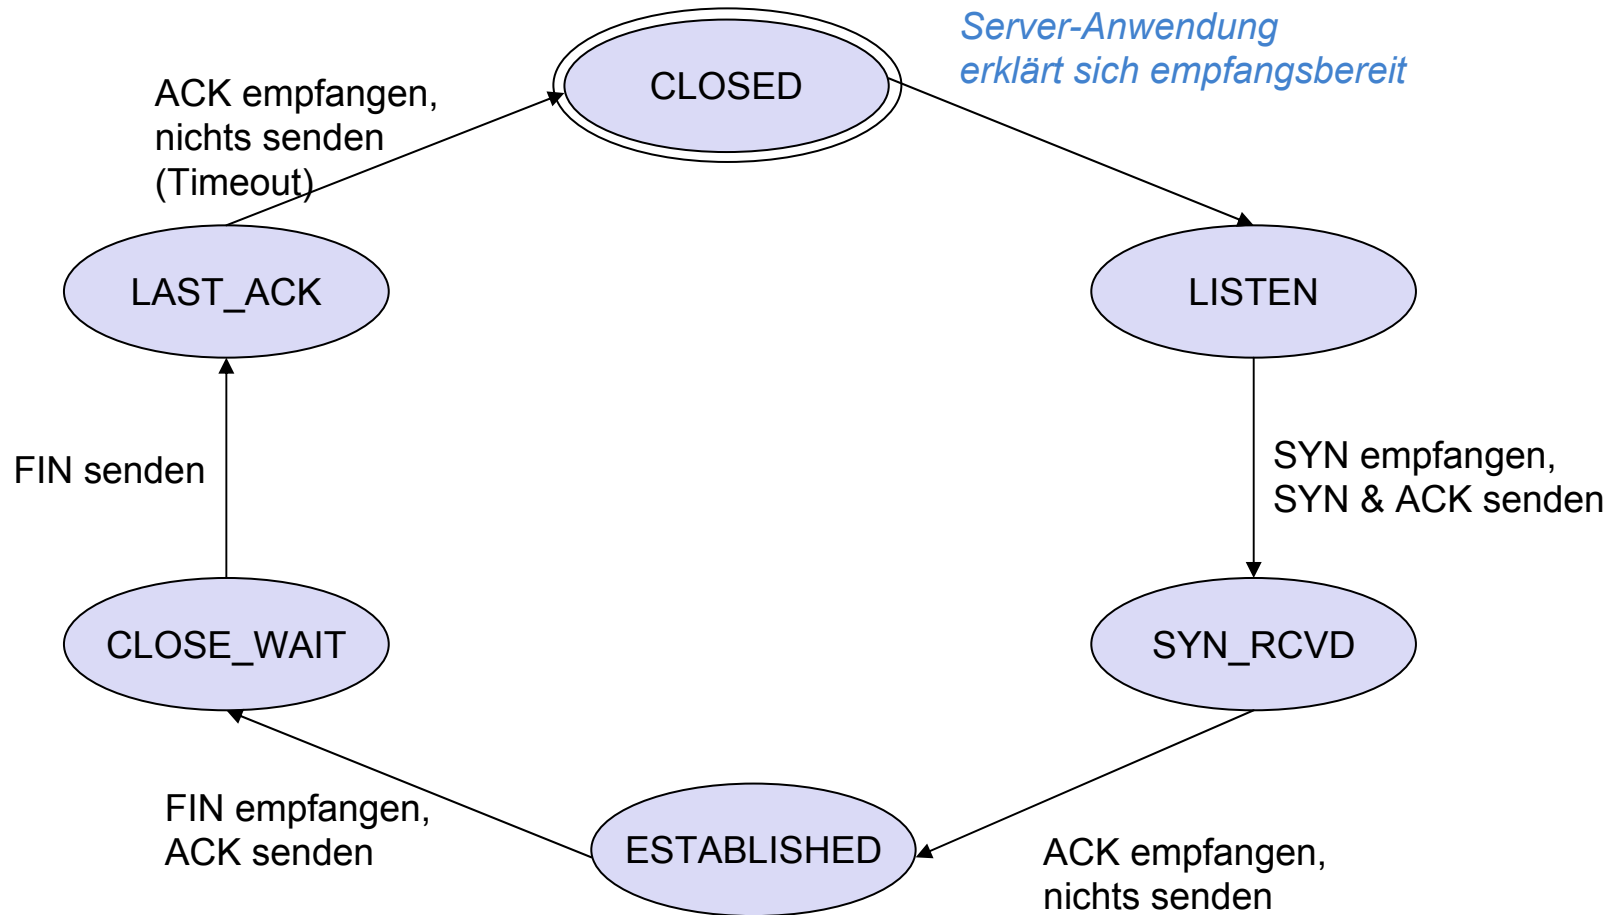 Server-Anwendung
erklärt sich empfangsbereit
CLOSED
ACK empfangen,
nichts senden
(Timeout)
LAST_ACK
LISTEN
FIN senden
SYN empfangen,
SYN & ACK senden
CLOSE_WAIT
SYN_RCVD
FIN empfangen,
ACK senden
ESTABLISHED
ACK empfangen,
nichts senden